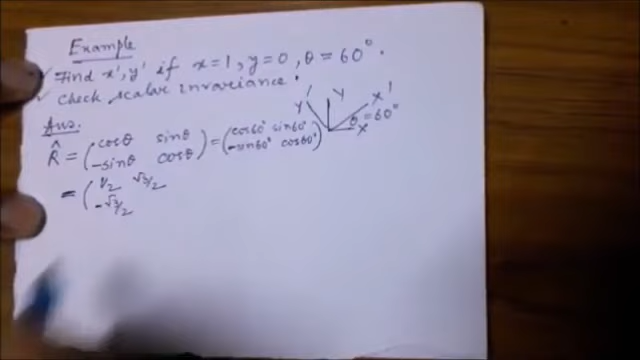 Example
Find x', y' if x=1, y=0, θ = 60°.
Check scalar invariance.
Ans.
Y' Y X'
θ=60°
X
R̂ = (cosθ sinθ -sinθ cosθ) = (cos60° sin60° -sin60° cos60°)
= (1/2 √3/2
-√3/2